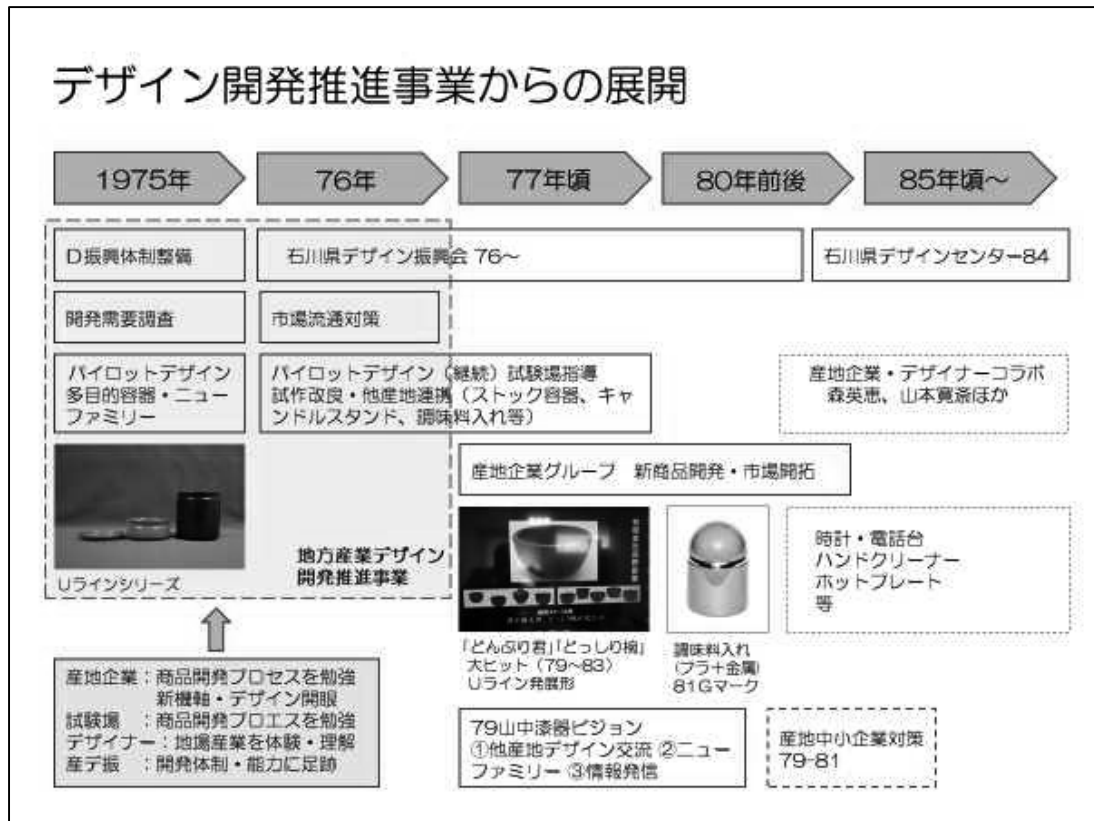 デザイン開発推進事業からの展開
1975年
76年
77年頃
80年前後
85年頃～
D振興体制整備
石川県デザイン振興会 76～
石川県デザインセンター84
開発需要調査
市場流通対策
パイロットデザイン
多目的容器・ニュー
ファミリー
パイロットデザイン（継続）試験場指導
試作改良・他産地連携（ストック容器、キャ
ンドルスタンド、調味料入れ等）
産地企業・デザイナーコラボ
森英恵、山本寛斎ほか
産地企業グループ　新商品開発・市場開拓
Uラインシリーズ
地方産業デザイン
開発推進事業
「どんぶり君」「どっしり椀」
大ヒット（79～83）
Uライン発展形
調味料入れ
(プラ＋金属)
81Gマーク
時計・電話台
ハンドクリーナー
ホットプレート
等
産地企業：商品開発プロセスを勉強
新機軸・デザイン開眼
試験場　：商品開発プロエスを勉強
デザイナー：地場産業を体験・理解
産デ振　：開発体制・能力に足跡
79山中漆器ビジョン
①他産地デザイン交流 ②ニュー
ファミリー ③情報発信
産地中小企業対策
79-81